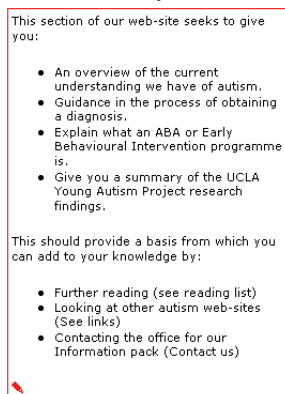 This section of our web-site seeks to give
you:
● An overview of the current
understanding we have of autism.
● Guidance in the process of obtaining
a diagnosis.
● Explain what an ABA or Early
Behavioural Intervention programme
is.
● Give you a summary of the UCLA
Young Autism Project research
findings.
This should provide a basis from which you
can add to your knowledge by:
● Further reading (see reading list)
● Looking at other autism web-sites
(See links)
● Contacting the office for our
Information pack (Contact us)